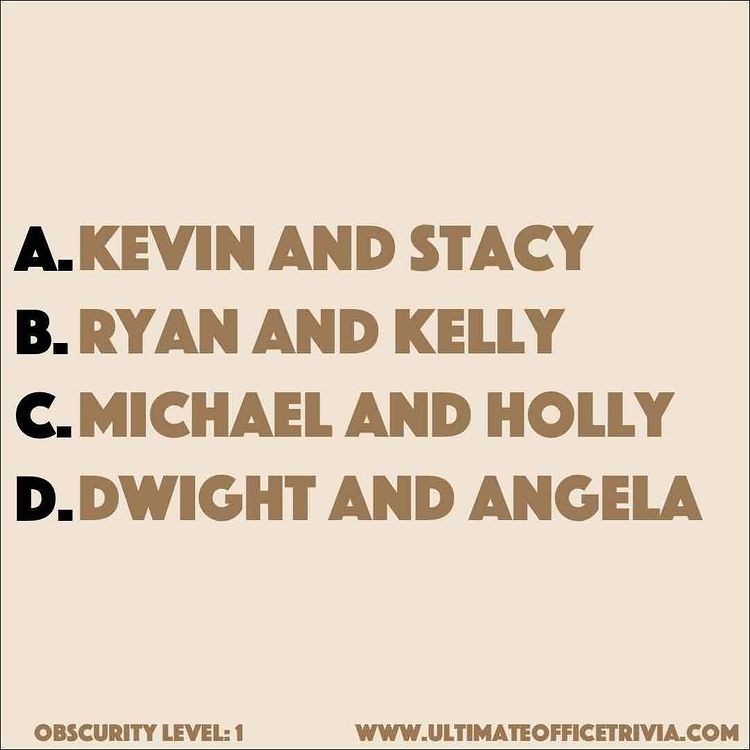 A. KEVIN AND STACY
B. RYAN AND KELLY
C. MICHAEL AND HOLLY
D. DWIGHT AND ANGELA
OBSCURITY LEVEL: 1 WWW.ULTIMATEOFFICETRIVIA.COM